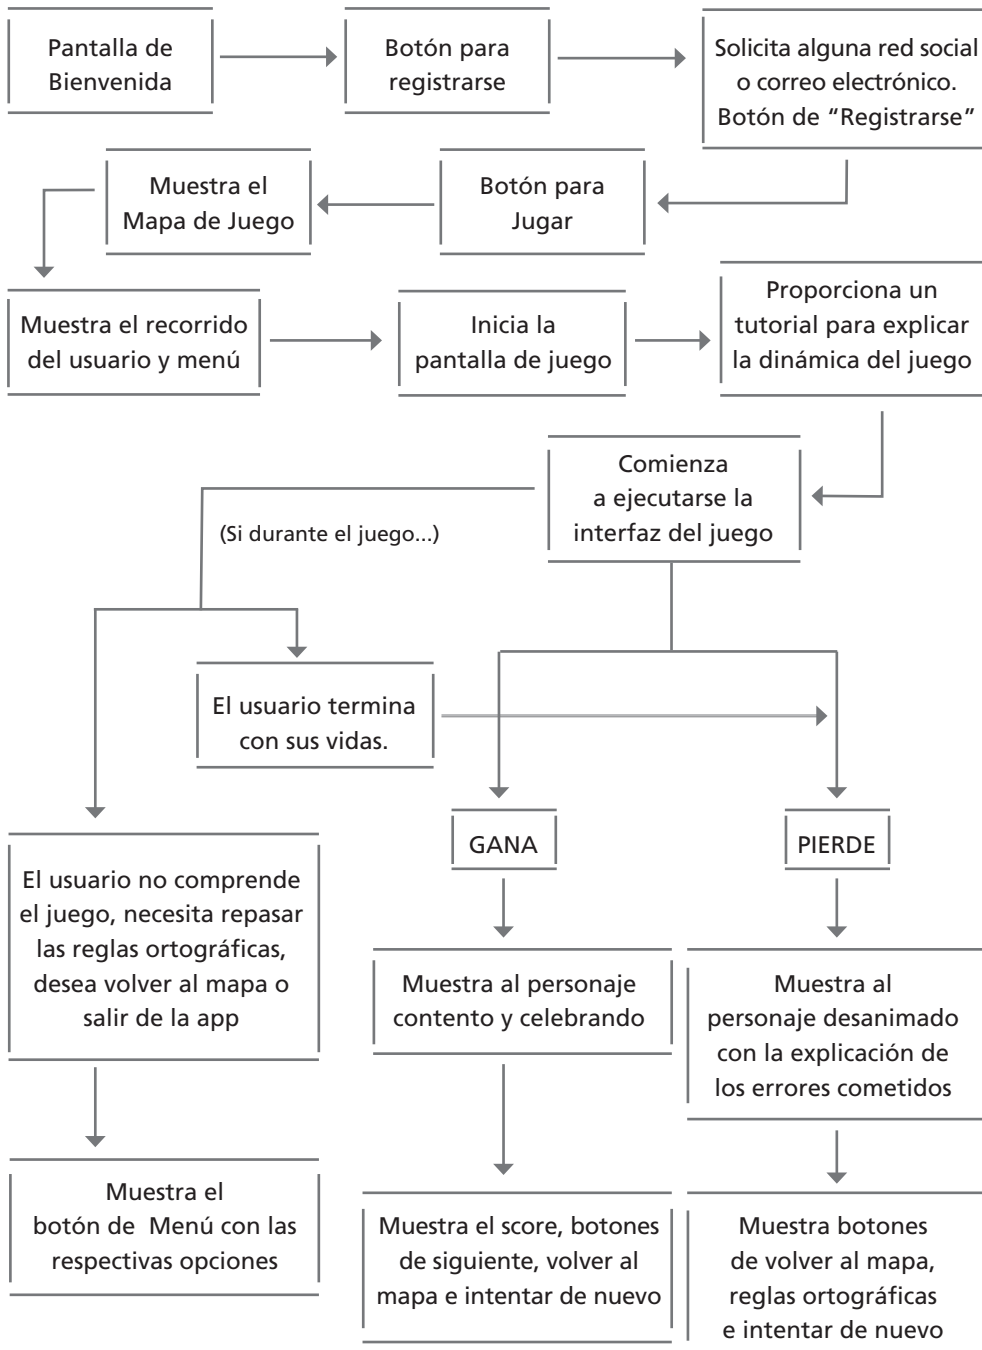 Pantalla de
Bienvenida
Botón para
registrarse
Solicita alguna red social
o correo electrónico.
Botón de “Registrarse”
Muestra el
Mapa de Juego
Botón para
Jugar
Muestra el recorrido
del usuario y menú
Inicia la
pantalla de juego
Proporciona un
tutorial para explicar
la dinámica del juego
Comienza
a ejecutarse la
interfaz del juego
(Si durante el juego...)
El usuario termina
con sus vidas.
GANA
PIERDE
El usuario no comprende
el juego, necesita repasar
las reglas ortográficas,
desea volver al mapa o
salir de la app
Muestra al personaje
contento y celebrando
Muestra al
personaje desanimado
con la explicación de
los errores cometidos
Muestra el
botón de Menú con las
respectivas opciones
Muestra el score, botones
de siguiente, volver al
mapa e intentar de nuevo
Muestra botones
de volver al mapa,
reglas ortográficas
e intentar de nuevo